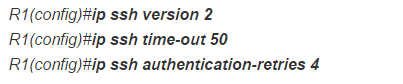 R1(config)#ip ssh version 2
R1(config)#ip ssh time-out 50
R1(config)#ip ssh authentication-retries 4